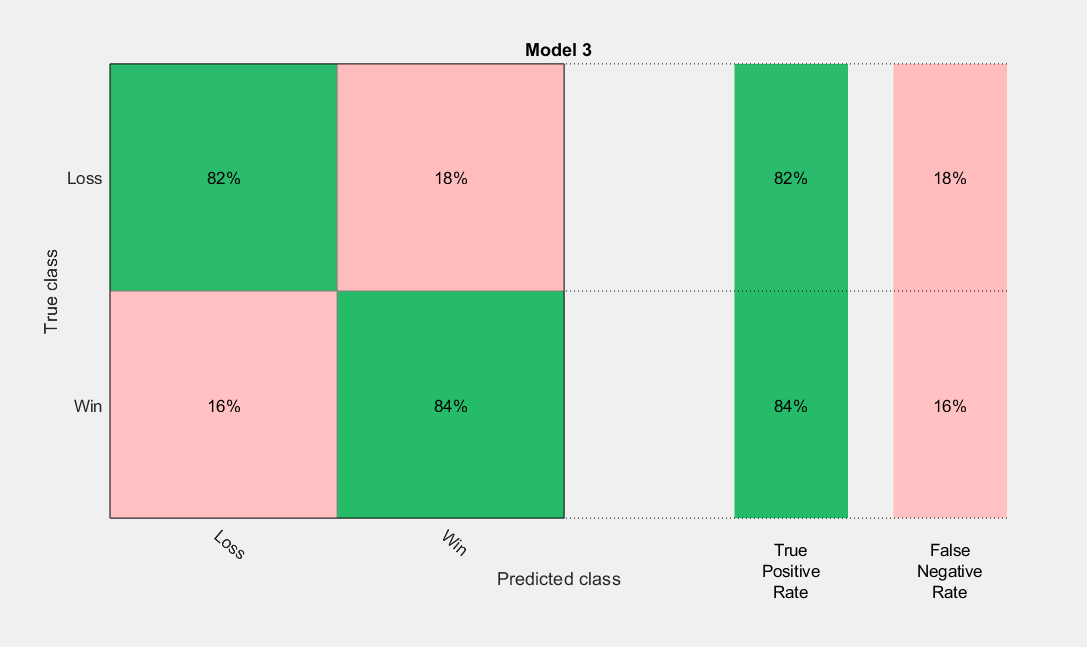 Model 3
Loss
82%
18%
82%
18%
True class
Win
16%
84%
84%
16%
Loss
Win
Predicted class
True
Positive
Rate
False
Negative
Rate